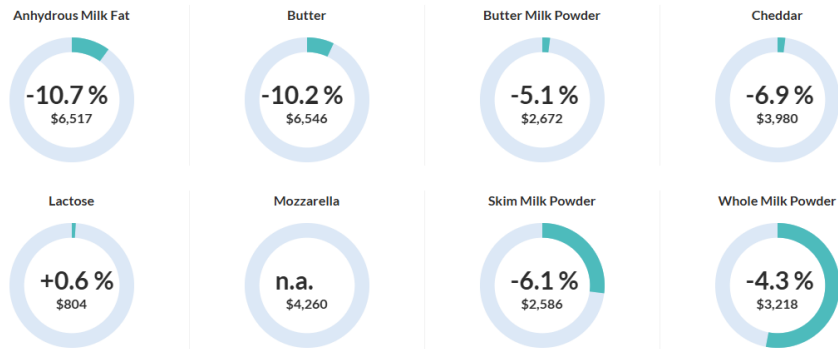 Anhydrous Milk Fat
-10.7 %
$6,517
Butter
-10.2 %
$6,546
Butter Milk Powder
-5.1 %
$2,672
Cheddar
-6.9 %
$3,980
Lactose
+0.6 %
$804
Mozzarella
n.a.
$4,260
Skim Milk Powder
-6.1 %
$2,586
Whole Milk Powder
-4.3 %
$3,218